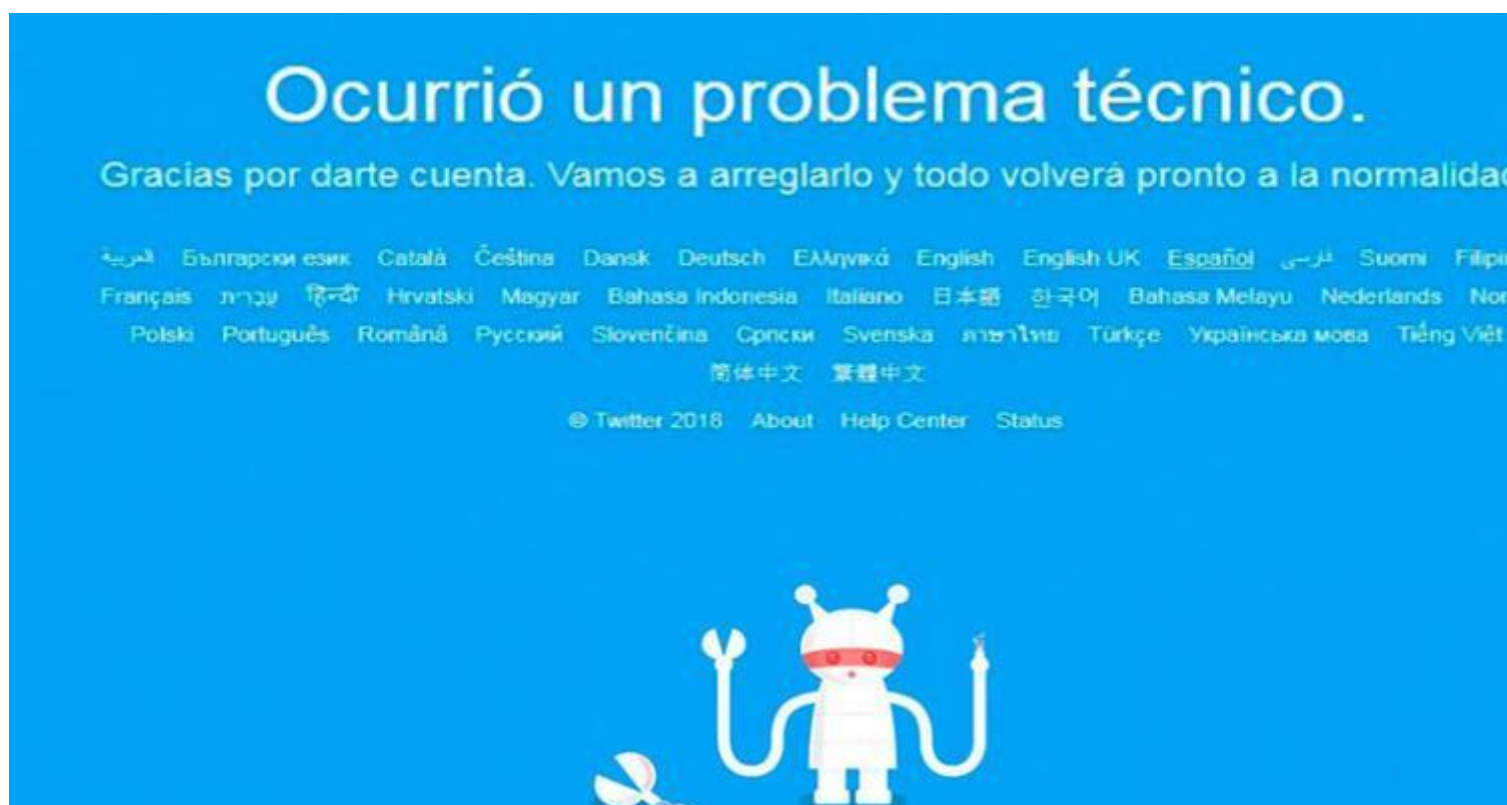 Ocurrió un problema técnico.
Gracias por darte cuenta. Vamos a arreglarlo y todo volverá pronto a la normalidad
العربية Български език Català Čeština Dansk Deutsch Ελληνικά English English UK Español فارسی Suomi Filipin
Français עִבְרִית हिन्दी Hrvatski Magyar Bahasa Indonesia Italiano 日本語 한국어 Bahasa Melayu Nederlands Nor
Polski Português Română Русский Slovenčina Српски Svenska ภาษาไทย Türkçe Українська мова Tiếng Việt
简体中文 繁體中文
© Twitter 2018 About Help Center Status